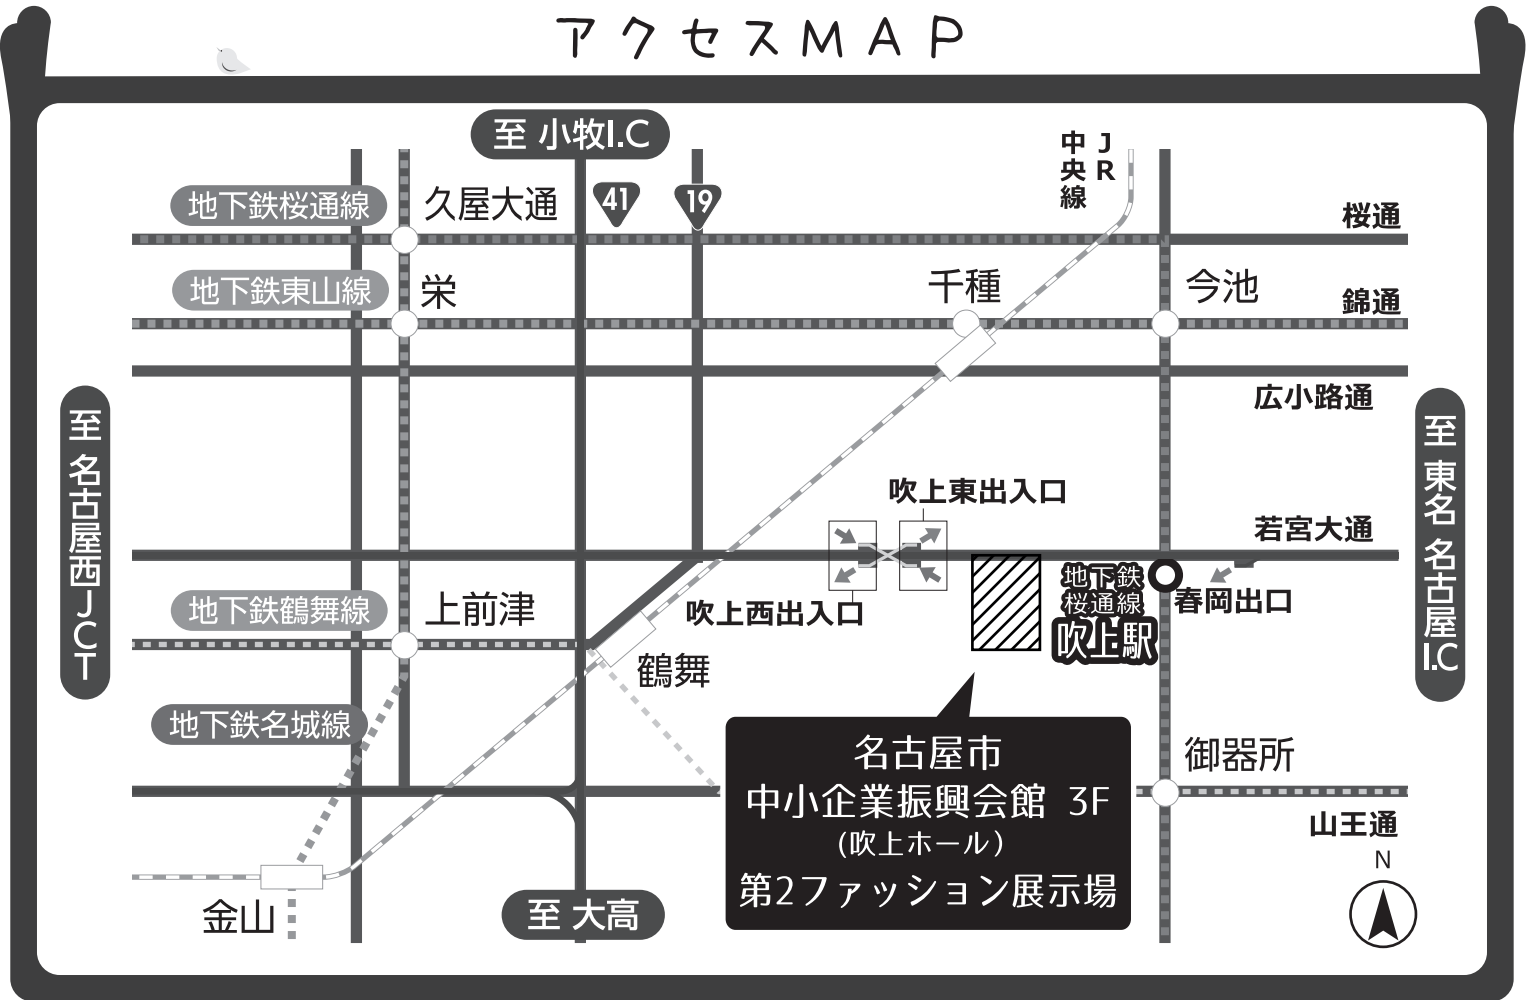 アクセスMAP
至 小牧I.C
JR
中央線
地下鉄桜通線
久屋大通
41
19
桜通
地下鉄東山線
栄
千種
今池
錦通
広小路通
至 名古屋西JCT
至 東名 名古屋I.C
吹上東出入口
若宮大通
地下鉄
桜通線
吹上駅
春岡出口
地下鉄鶴舞線
上前津
吹上西出入口
鶴舞
地下鉄名城線
名古屋市
中小企業振興会館 3F
(吹上ホール)
第2ファッション展示場
御器所
山王通
N
金山
至 大高